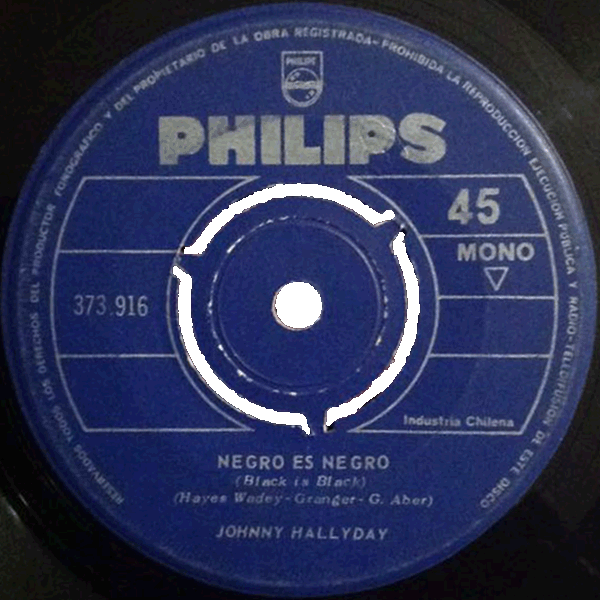 RESERVADOS TODOS LOS DERECHOS DEL PRODUCTOR FONOGRAFICO Y DEL PROPIETARIO DE LA OBRA REGISTRADA-PROHIBIDA LA REPRODUCCION EJECUCION PUBLICA Y RADIO-TELEDIFUSION DE ESTE DISCO
PHILIPS
PHILIPS
45
MONO
373.916
Industria Chilena
NEGRO ES NEGRO
(Black is Black)
(Hayes Wadey-Granger-G. Aber)
JOHNNY HALLYDAY